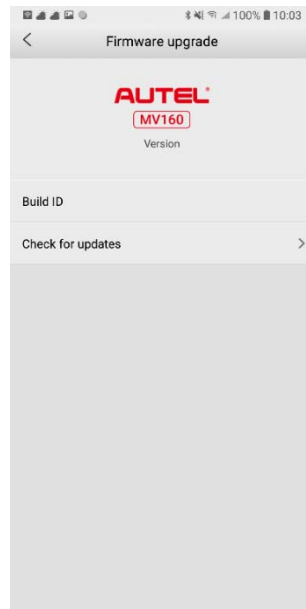 100% 10:03
Firmware upgrade
AUTEL
MV160
Version
Build ID
Check for updates